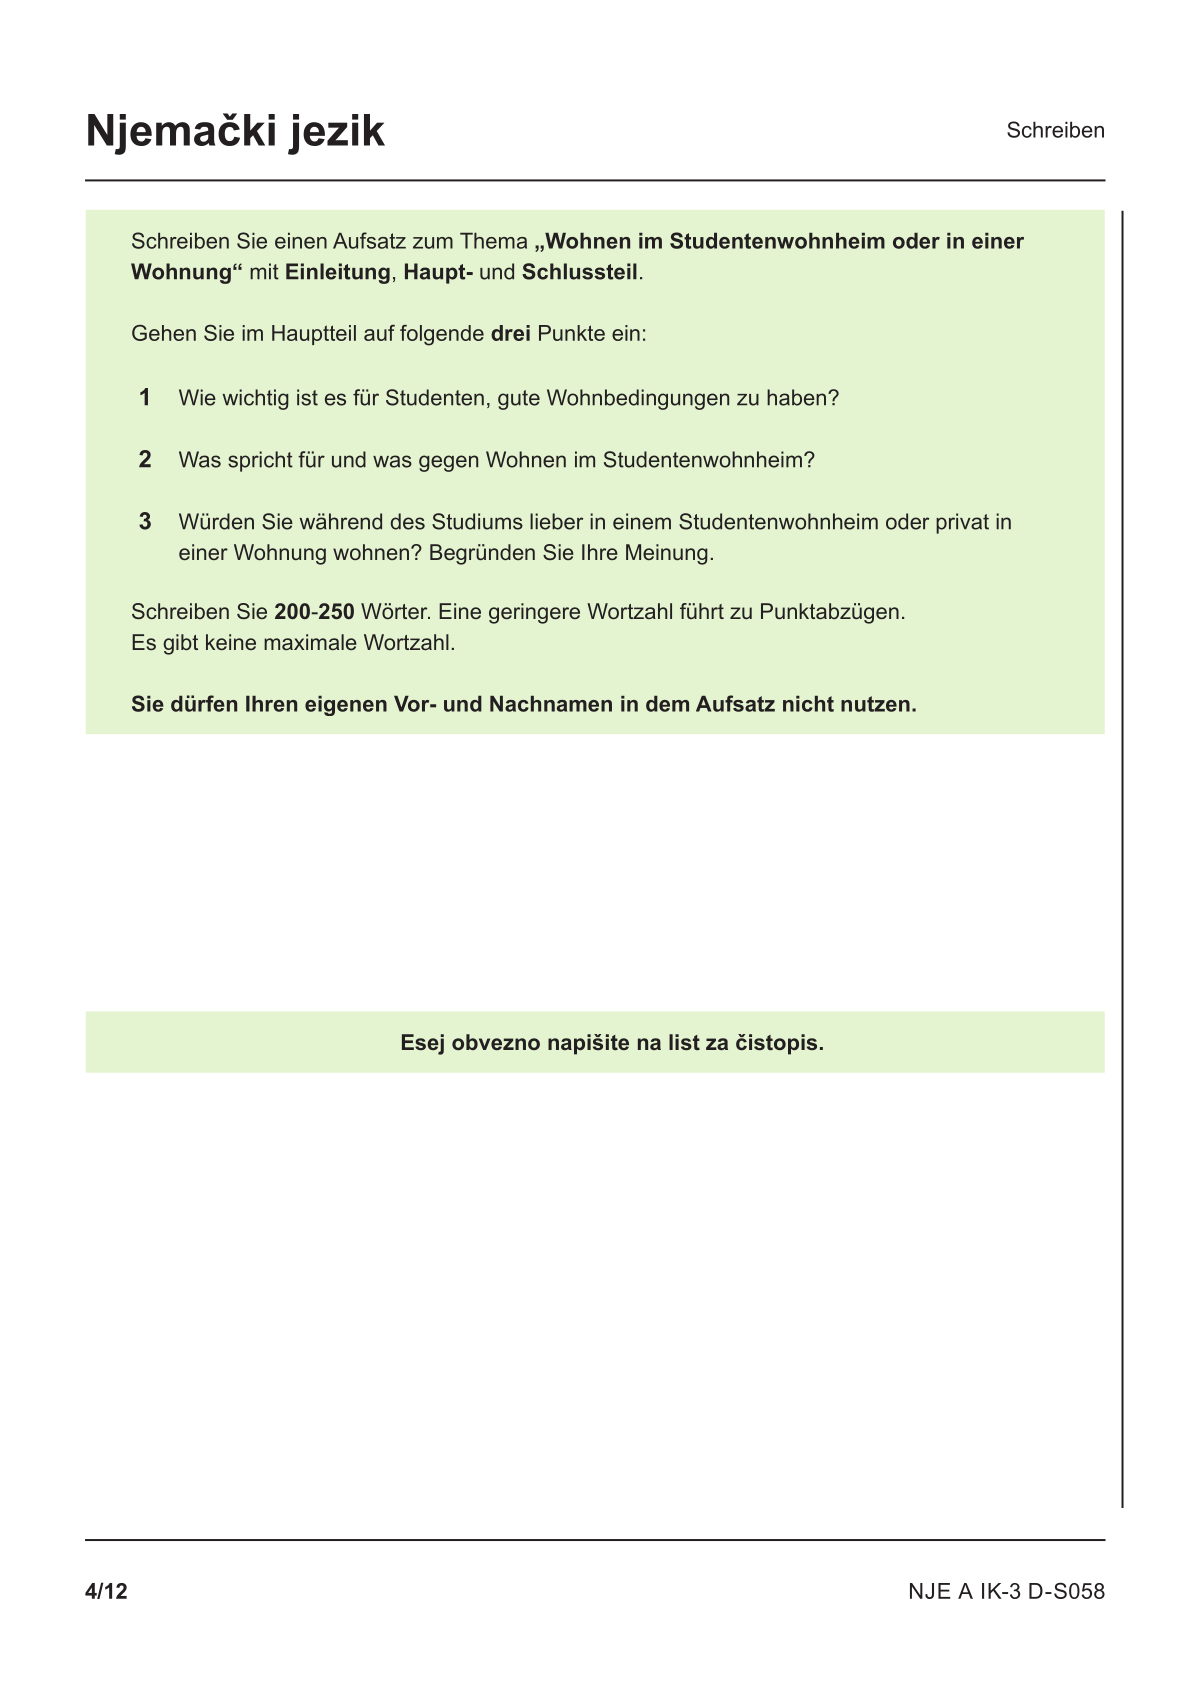 Njemački jezik
Schreiben
Schreiben Sie einen Aufsatz zum Thema „Wohnen im Studentenwohnheim oder in einer
Wohnung“ mit Einleitung, Haupt- und Schlussteil.
Gehen Sie im Hauptteil auf folgende drei Punkte ein:
1 Wie wichtig ist es für Studenten, gute Wohnbedingungen zu haben?
2 Was spricht für und was gegen Wohnen im Studentenwohnheim?
3 Würden Sie während des Studiums lieber in einem Studentenwohnheim oder privat in
einer Wohnung wohnen? Begründen Sie Ihre Meinung.
Schreiben Sie 200-250 Wörter. Eine geringere Wortzahl führt zu Punktabzügen.
Es gibt keine maximale Wortzahl.
Sie dürfen Ihren eigenen Vor- und Nachnamen in dem Aufsatz nicht nutzen.
Esej obvezno napišite na list za čistopis.
4/12
NJE A IK-3 D-S058